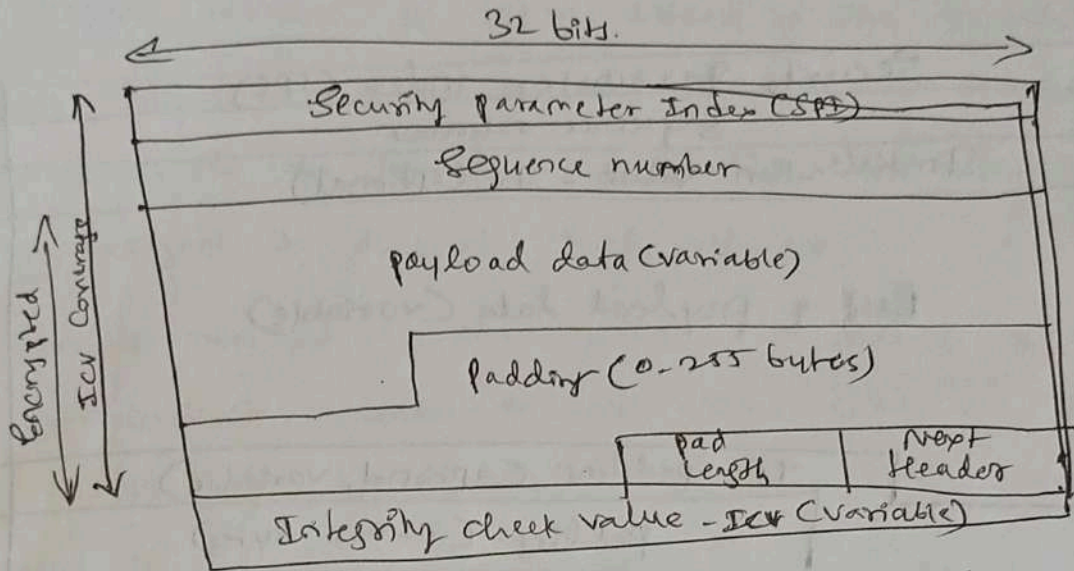 32 bits.
Security Parameter Index (SPI)
Sequence number
payload data (variable)
Encrypted
ICV Coverage
Padding (0-255 bytes)
Pad
Length
Next
Header
Integrity check value - ICV (variable)